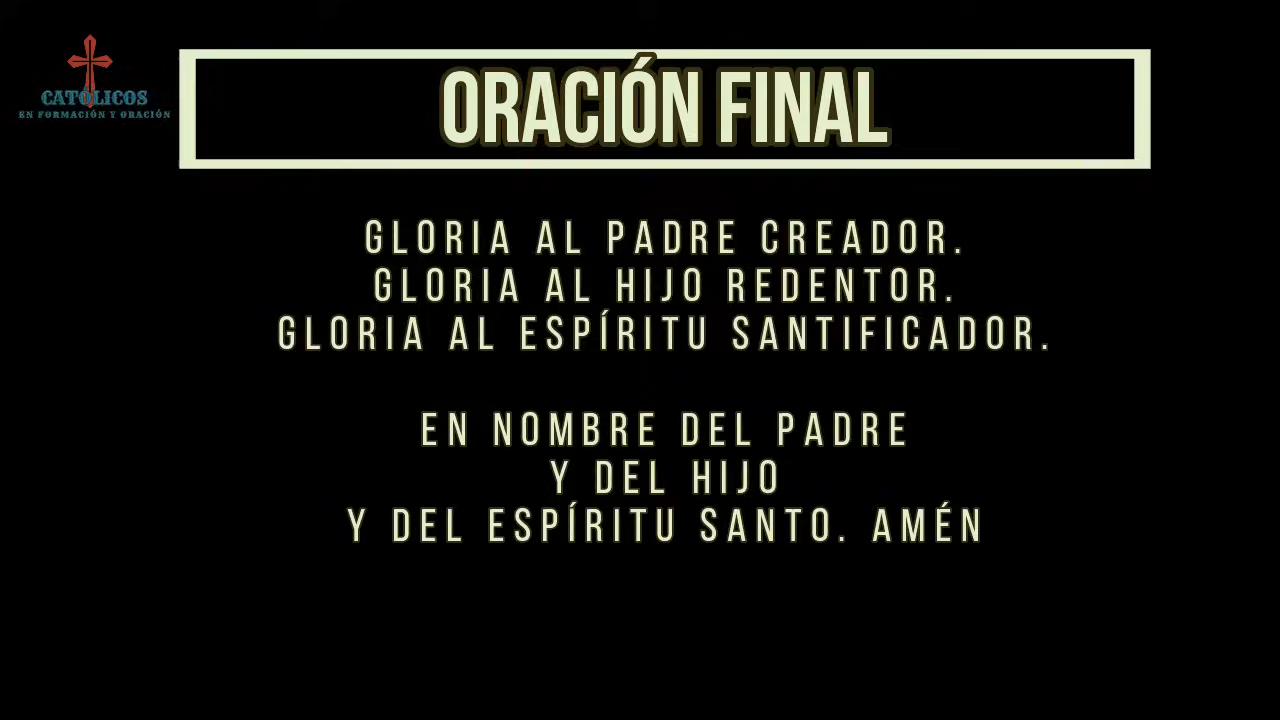 CATÓLICOS
EN FORMACIÓN Y ORACIÓN
ORACIÓN FINAL
GLORIA AL PADRE CREADOR.
GLORIA AL HIJO REDENTOR.
GLORIA AL ESPÍRITU SANTIFICADOR.
EN NOMBRE DEL PADRE
Y DEL HIJO
Y DEL ESPÍRITU SANTO. AMÉN